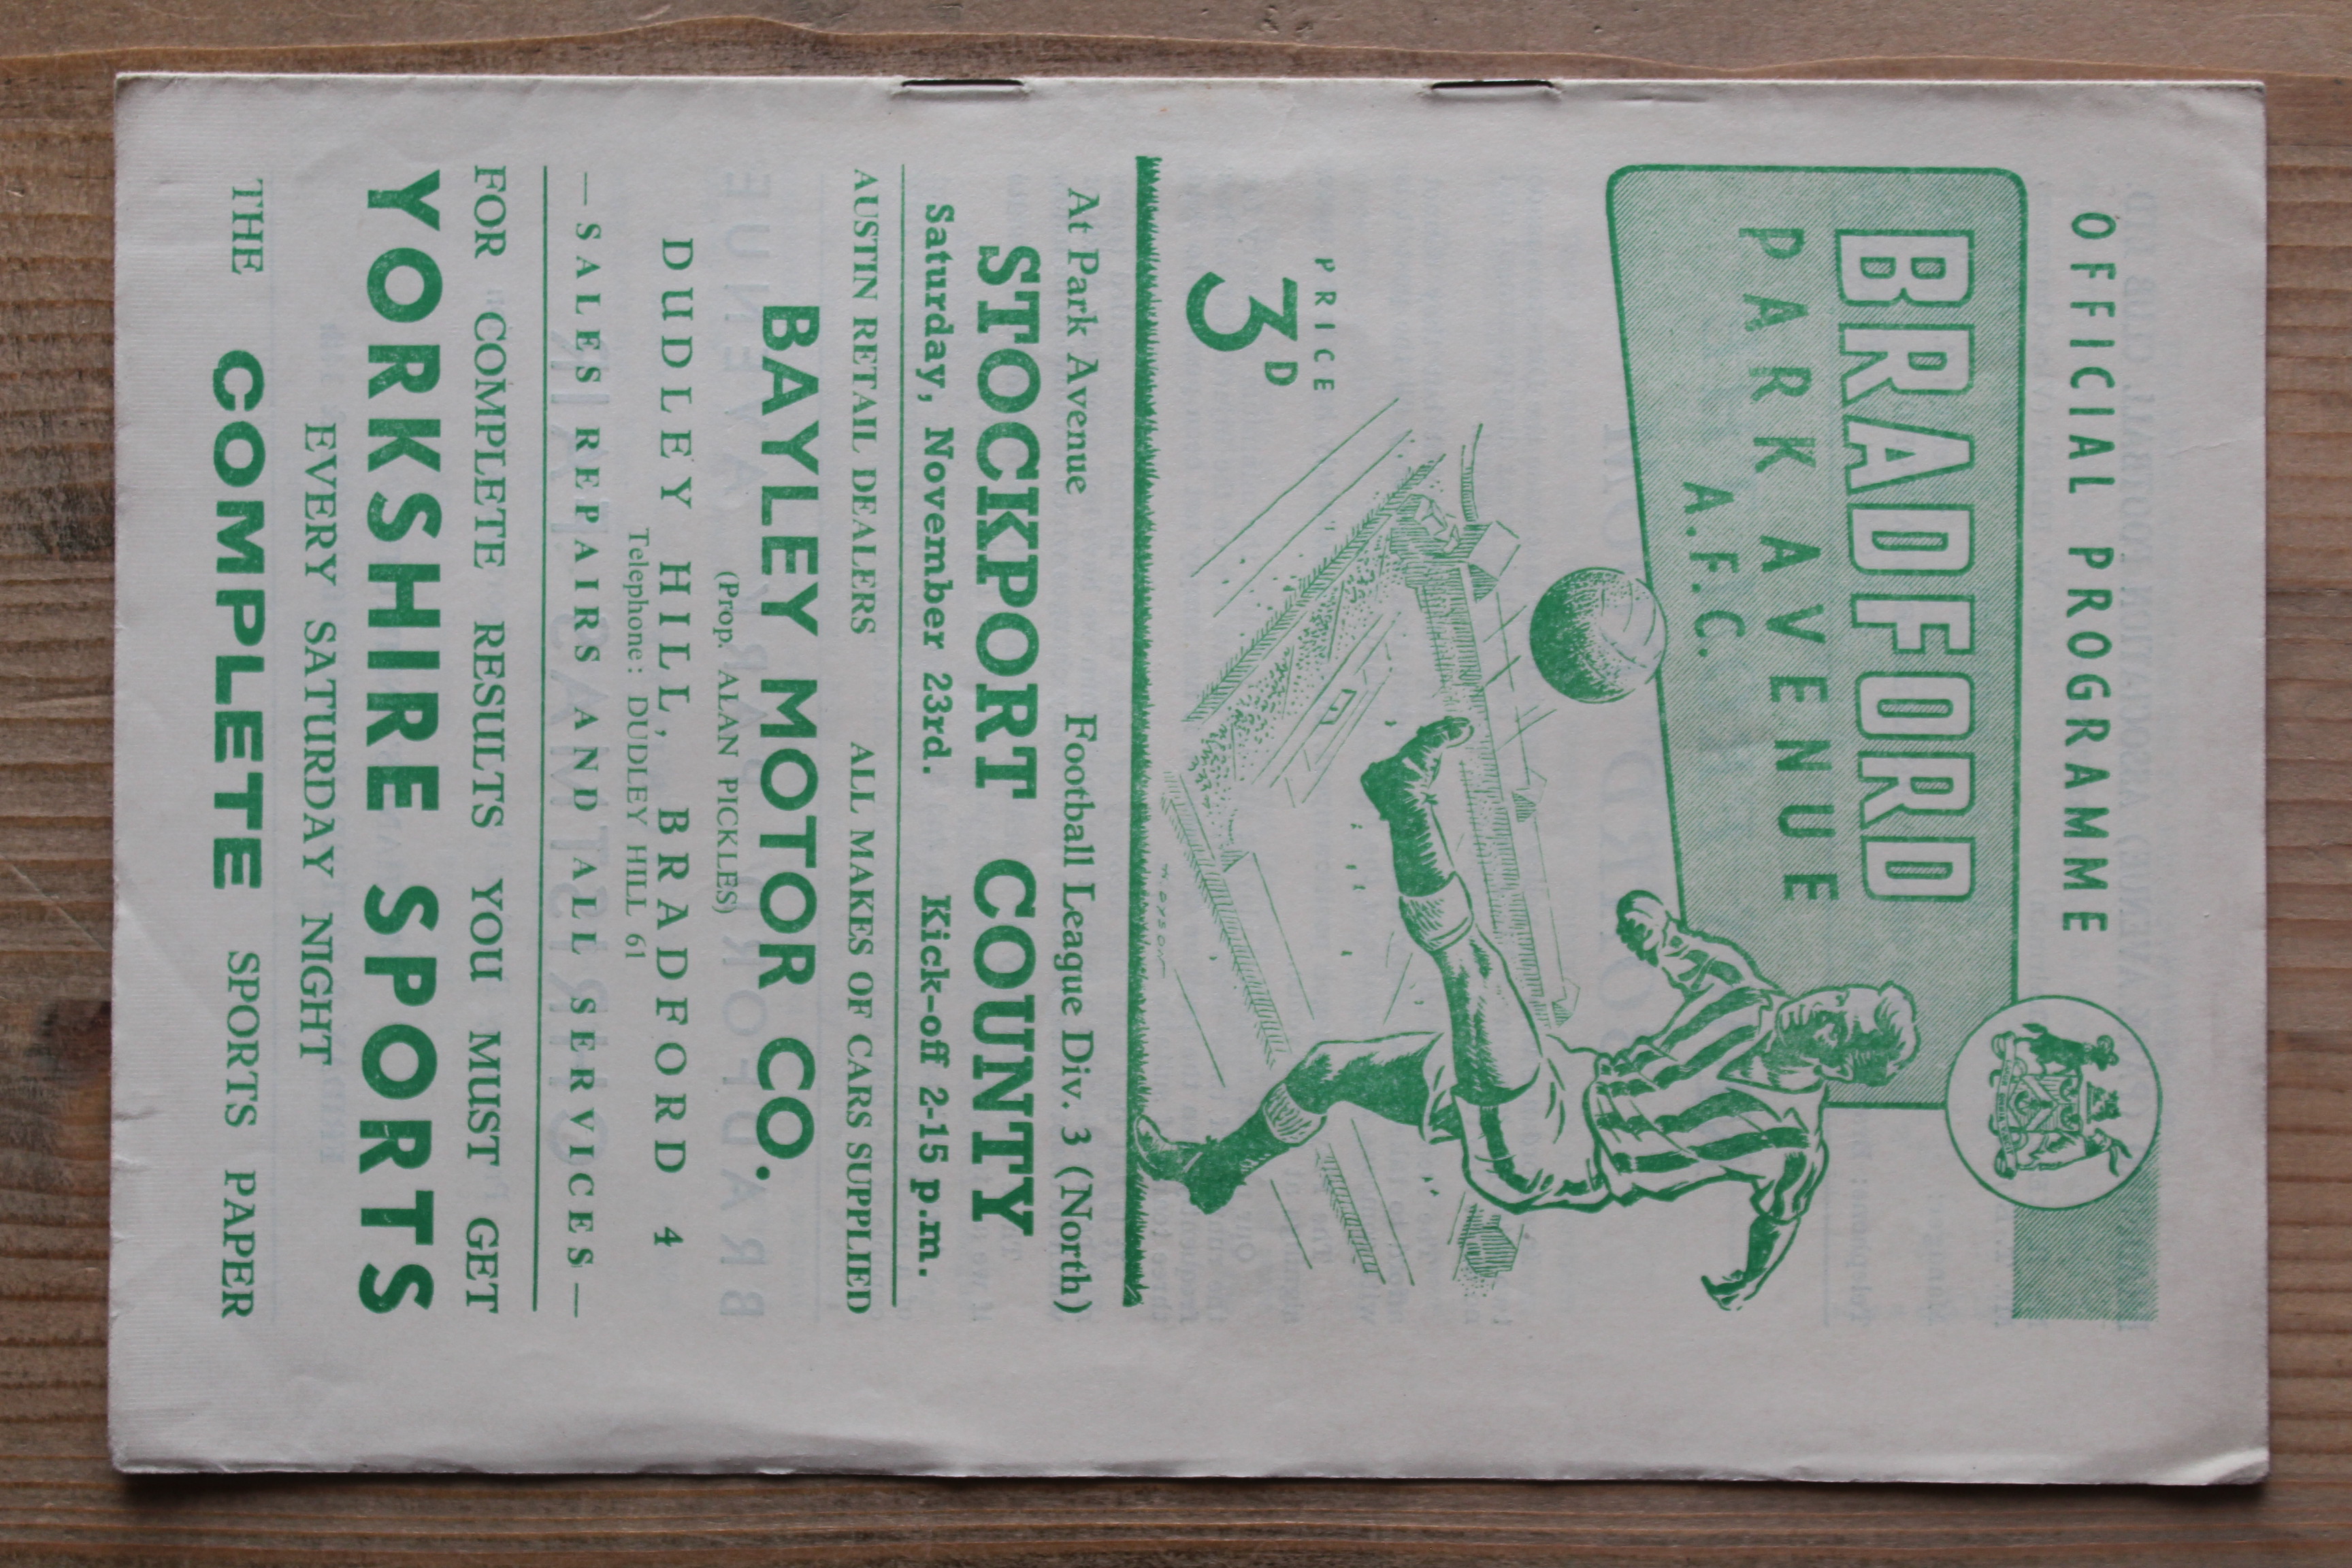 OFFICIAL PROGRAMME
BRADFORD
PARK AVENUE
A.F.C.
PRICE
3D
At Park Avenue Football League Div. 3 (North)
STOCKPORT COUNTY
Saturday, November 23rd. Kick-off 2-15 p.m.
AUSTIN RETAIL DEALERS ALL MAKES OF CARS SUPPLIED
BAYLEY MOTOR CO.
(Prop. ALAN PICKLES)
DUDLEY HILL, BRADFORD 4
Telephone: DUDLEY HILL 61
—SALES REPAIRS AND ALL SERVICES—
FOR "COMPLETE RESULTS YOU MUST" GET
YORKSHIRE SPORTS
EVERY SATURDAY NIGHT
THE COMPLETE SPORTS PAPER